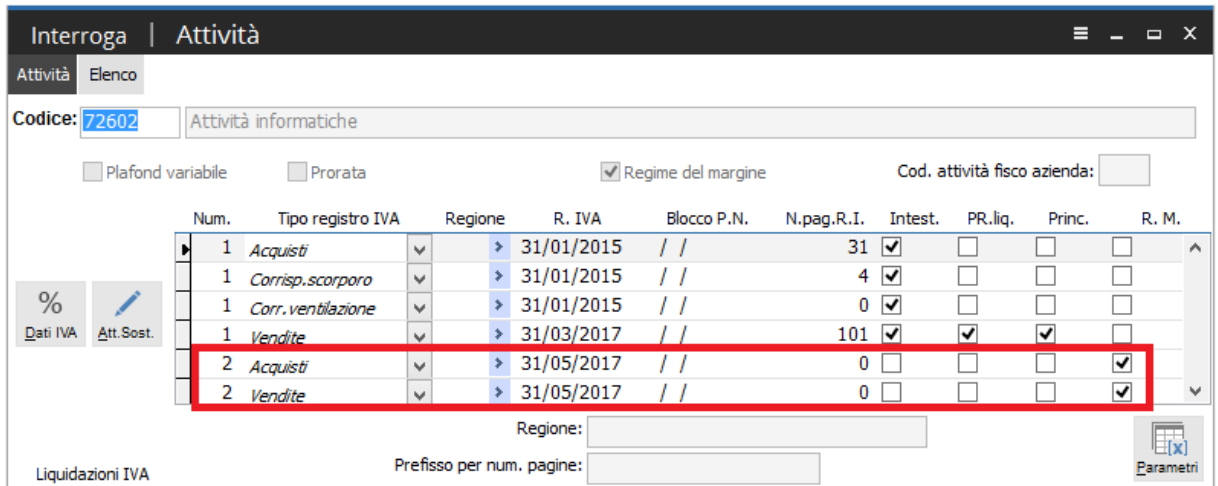 Interroga | Attività
Attività Elenco
Codice: 72602 Attività informatiche
Plafond variabile Prorata Regime del margine Cod. attività fisco azienda:
Num. Tipo registro IVA Regione R. IVA Blocco P.N. N.pag.R.I. Intest. PR.liq. Princ. R. M.
1 Acquisti 31/01/2015 / / 31
1 Corrisp.scorporo 31/01/2015 / / 4
1 Corr.ventilazione 31/01/2015 / / 0
1 Vendite 31/03/2017 / / 101
2 Acquisti 31/05/2017 / / 0
2 Vendite 31/05/2017 / / 0
% Dati IVA Att.Sost.
Regione:
Prefisso per num. pagine:
Liquidazioni IVA
[x] Parametri